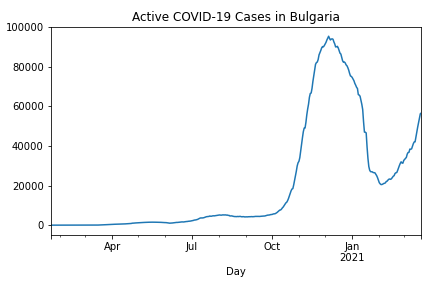 Active COVID-19 Cases in Bulgaria
100000
80000
60000
40000
20000
0
Apr
Jul
Oct
Jan
2021
Day